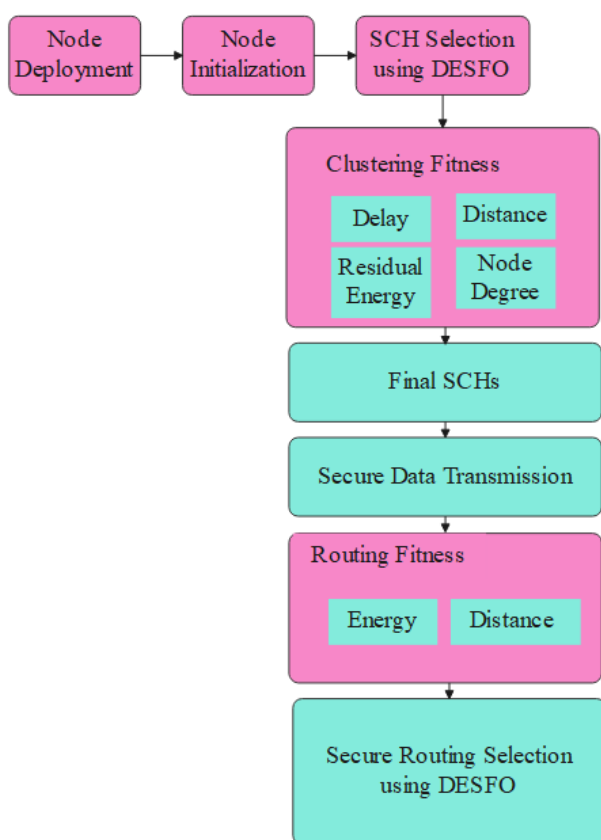 Node
Deployment
Node
Initialization
SCH Selection
using DESFO
Clustering Fitness
Delay
Distance
Residual
Energy
Node
Degree
Final SCHs
Secure Data Transmission
Routing Fitness
Energy
Distance
Secure Routing Selection
using DESFO